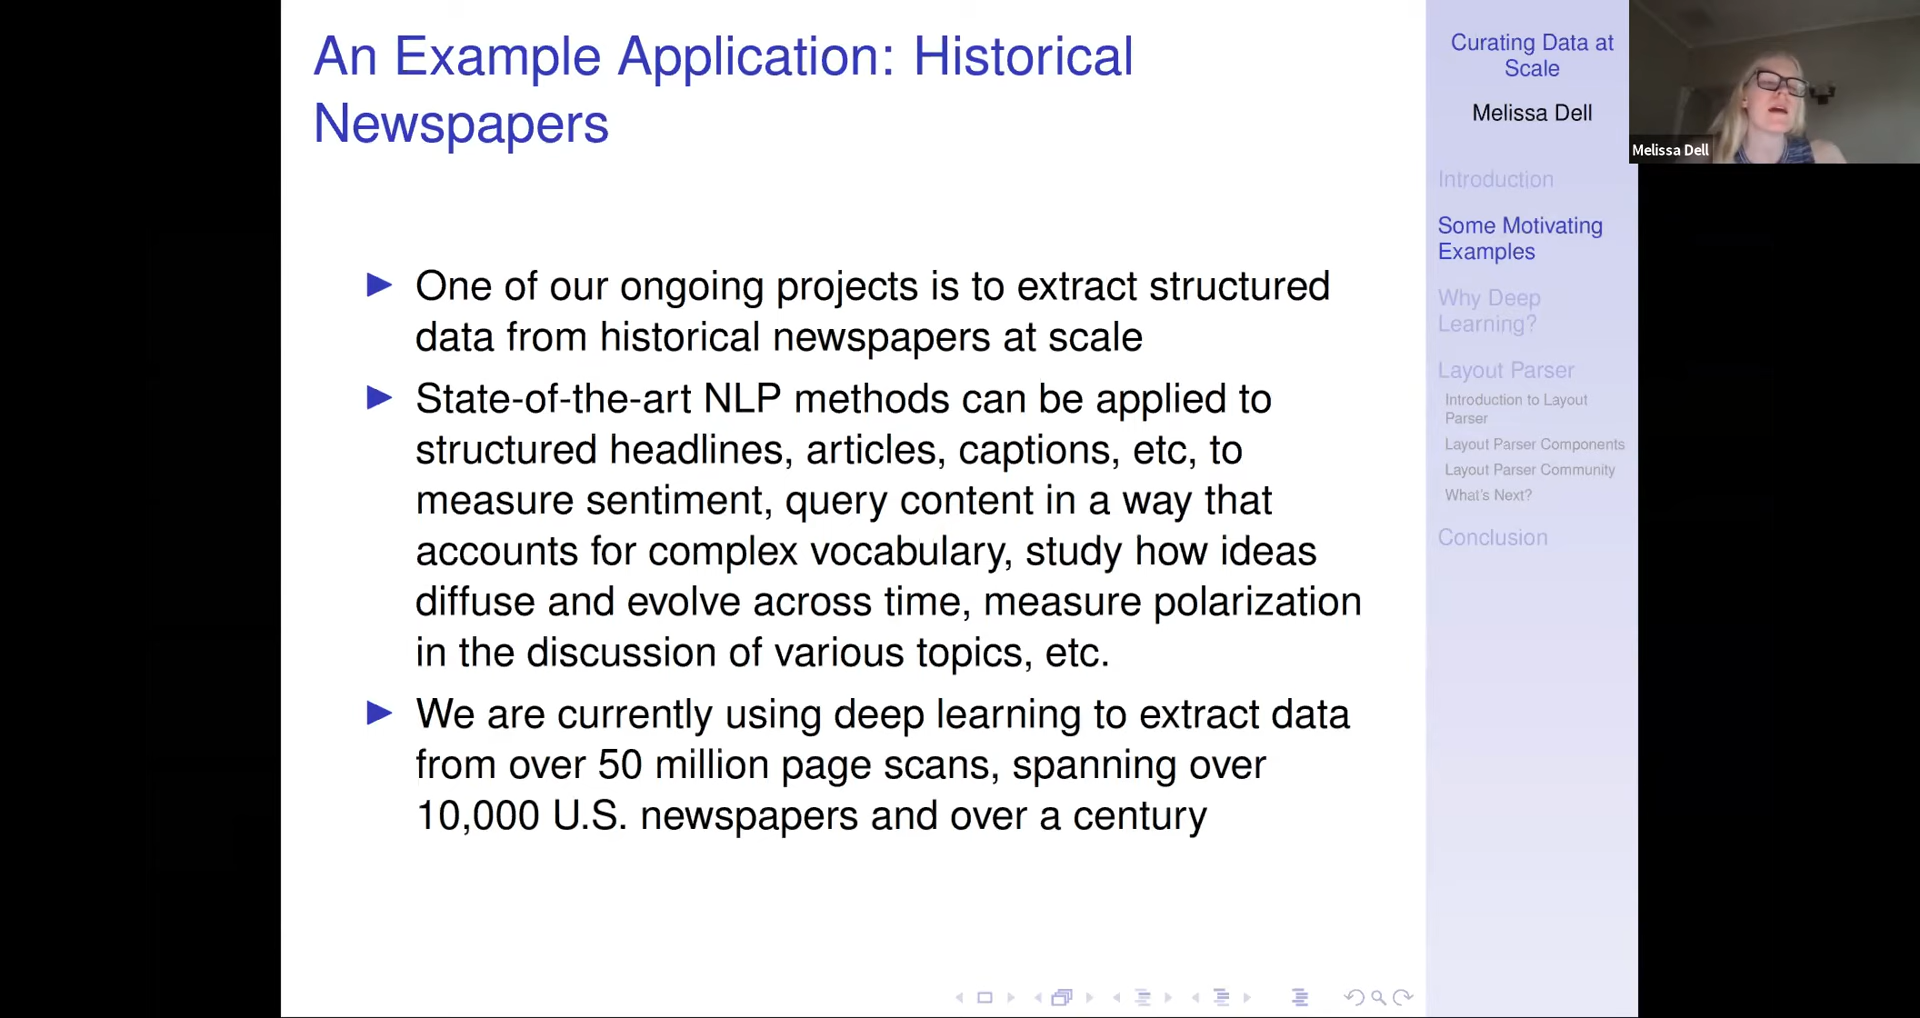 An Example Application: Historical
Newspapers
One of our ongoing projects is to extract structured
data from historical newspapers at scale
State-of-the-art NLP methods can be applied to
structured headlines, articles, captions, etc, to
measure sentiment, query content in a way that
accounts for complex vocabulary, study how ideas
diffuse and evolve across time, measure polarization
in the discussion of various topics, etc.
We are currently using deep learning to extract data
from over 50 million page scans, spanning over
10,000 U.S. newspapers and over a century
Curating Data at
Scale
Melissa Dell
Introduction
Some Motivating
Examples
Why Deep
Learning?
Layout Parser
Introduction to Layout
Parser
Layout Parser Components
Layout Parser Community
What's Next?
Conclusion
Melissa Dell